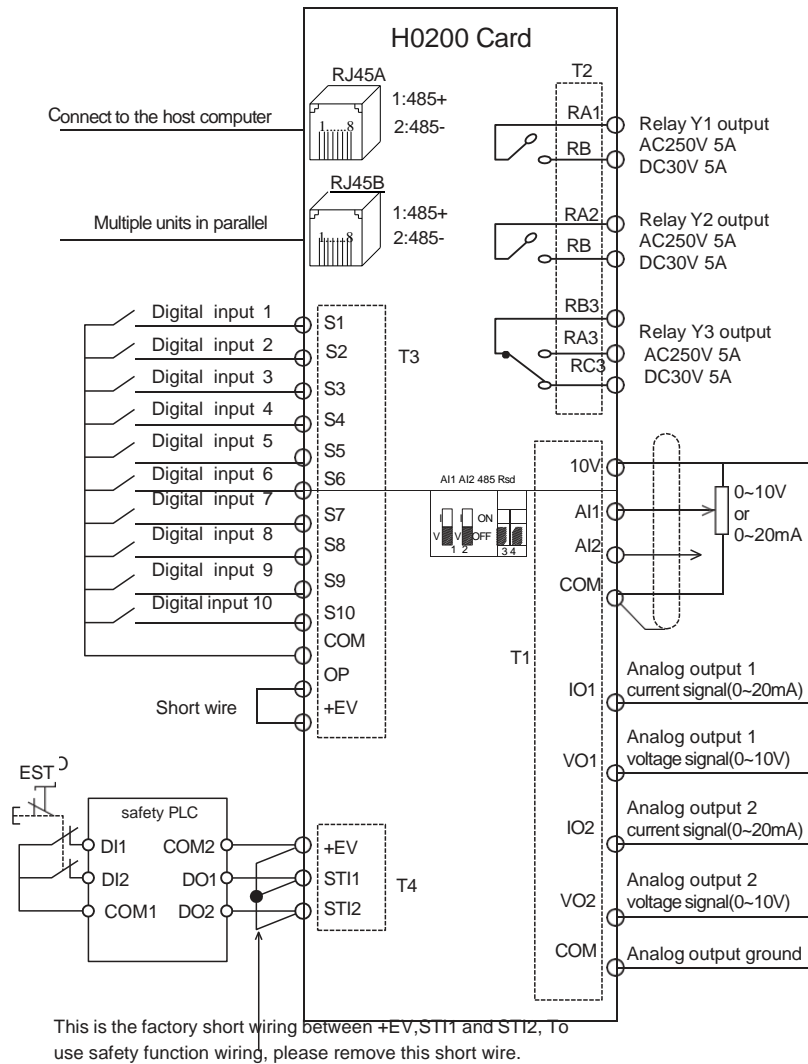 H0200 Card
RJ45A
1:485+
2:485-
1......8
Connect to the host computer
RJ45B
1:485+
2:485-
1......8
Multiple units in parallel
T2
RA1
RB
Relay Y1 output
AC250V 5A
DC30V 5A
RA2
RB
Relay Y2 output
AC250V 5A
DC30V 5A
RB3
RA3
RC3
Relay Y3 output
AC250V 5A
DC30V 5A
Digital input 1
Digital input 2
Digital input 3
Digital input 4
Digital input 5
Digital input 6
Digital input 7
Digital input 8
Digital input 9
Digital input 10
S1
S2
S3
S4
S5
S6
S7
S8
S9
S10
COM
OP
+EV
T3
Short wire
AI1 AI2 485 Rsd
I I ON
V V OFF
1 2 3 4
10V
AI1
AI2
COM
0~10V
or
0~20mA
T1
IO1
Analog output 1
current signal(0~20mA)
VO1
Analog output 1
voltage signal(0~10V)
IO2
Analog output 2
current signal(0~20mA)
VO2
Analog output 2
voltage signal(0~10V)
COM
Analog output ground
EST
safety PLC
DI1
DI2
COM1
COM2
DO1
DO2
+EV
STI1
STI2
T4
This is the factory short wiring between +EV,STI1 and STI2, To
use safety function wiring, please remove this short wire.